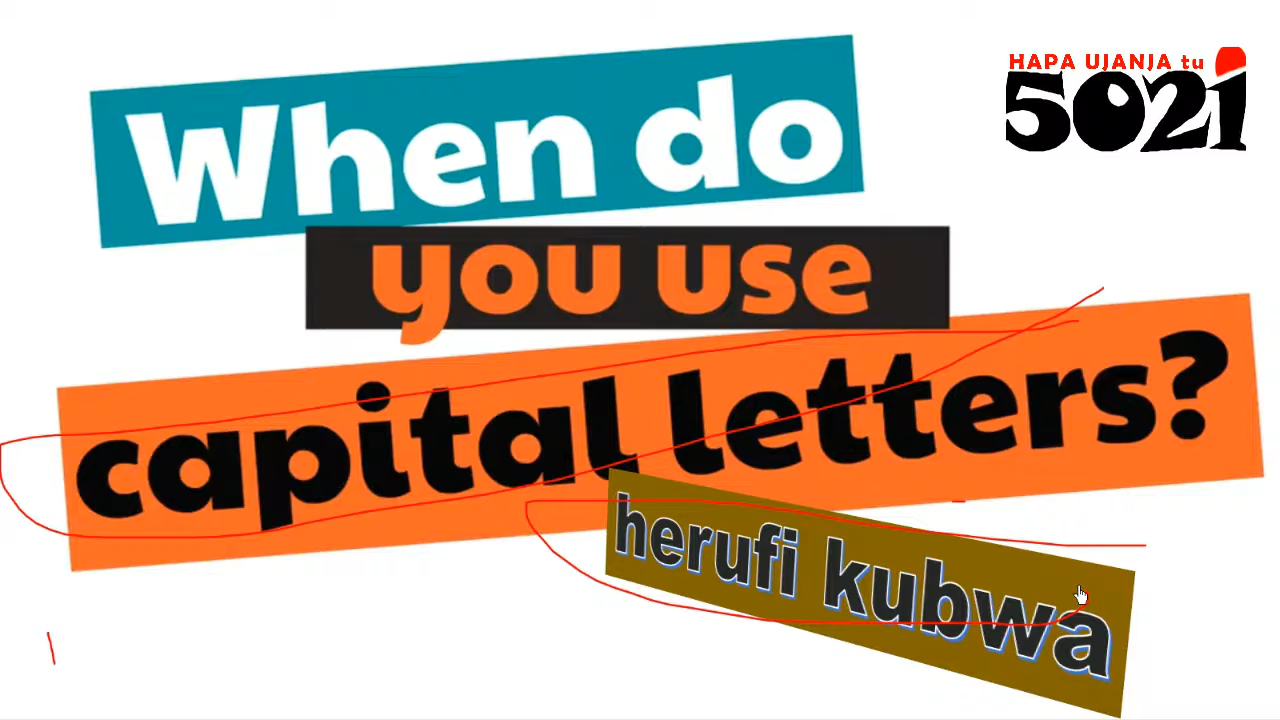 HAPA UJANJA tu
5021
When do
you use
capital letters?
herufi kubwa